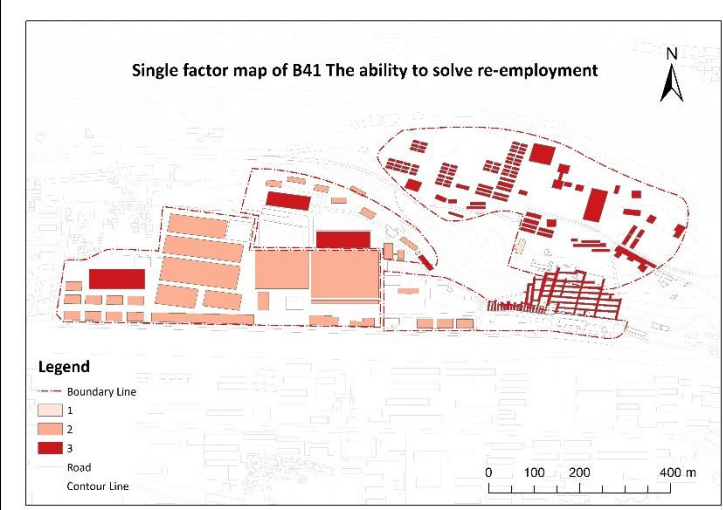 Single factor map of B41 The ability to solve re-employment
N
Legend
Boundary Line
1
2
3
Road
Contour Line
0 100 200 400 m